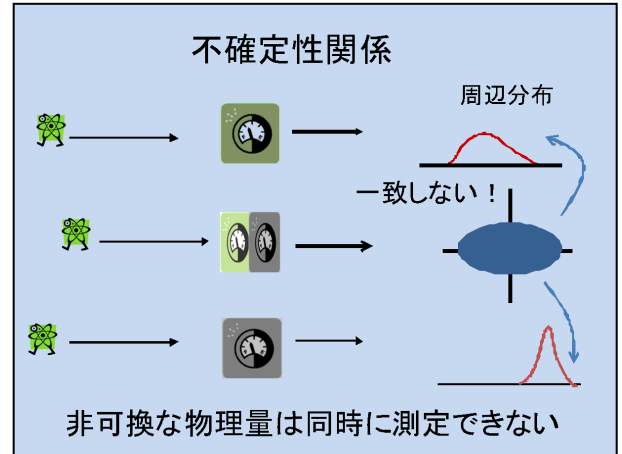 不確定性関係
周辺分布
一致しない！
非可換な物理量は同時に測定できない